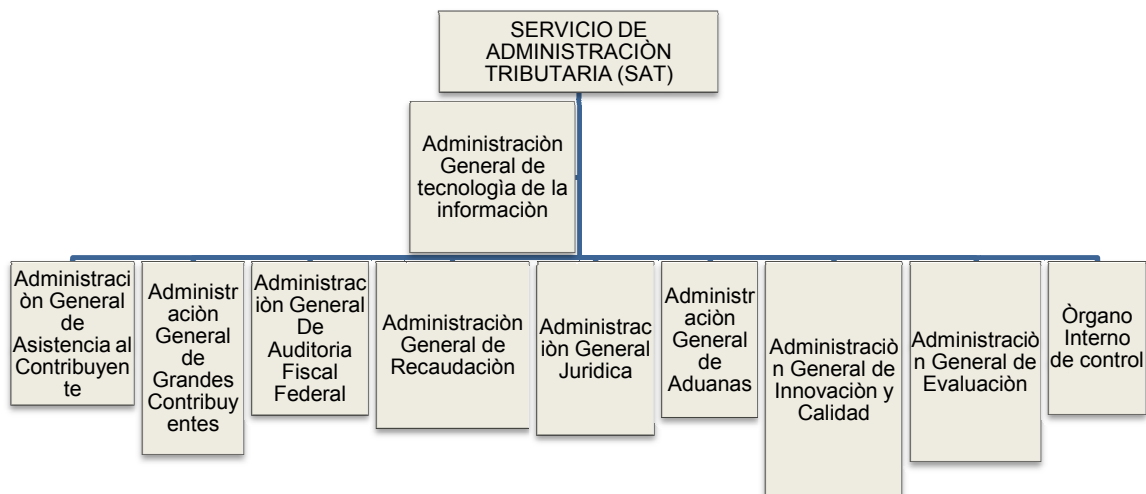 SERVICIO DE
ADMINISTRACIÒN
TRIBUTARIA (SAT)
Administraciòn
General de
tecnologìa de la
informaciòn
Administraci
òn General
de
Asistencia al
Contribuyen
te
Administr
aciòn
General
de
Grandes
Contribuy
entes
Administrac
iòn General
De
Auditoria
Fiscal
Federal
Administraciòn
General de
Recaudaciòn
Administrac
iòn General
Juridica
Administr
aciòn
General
de
Aduanas
Administraciò
n General de
Innovaciòn y
Calidad
Administraciò
n General de
Evaluaciòn
Òrgano
Interno
de control